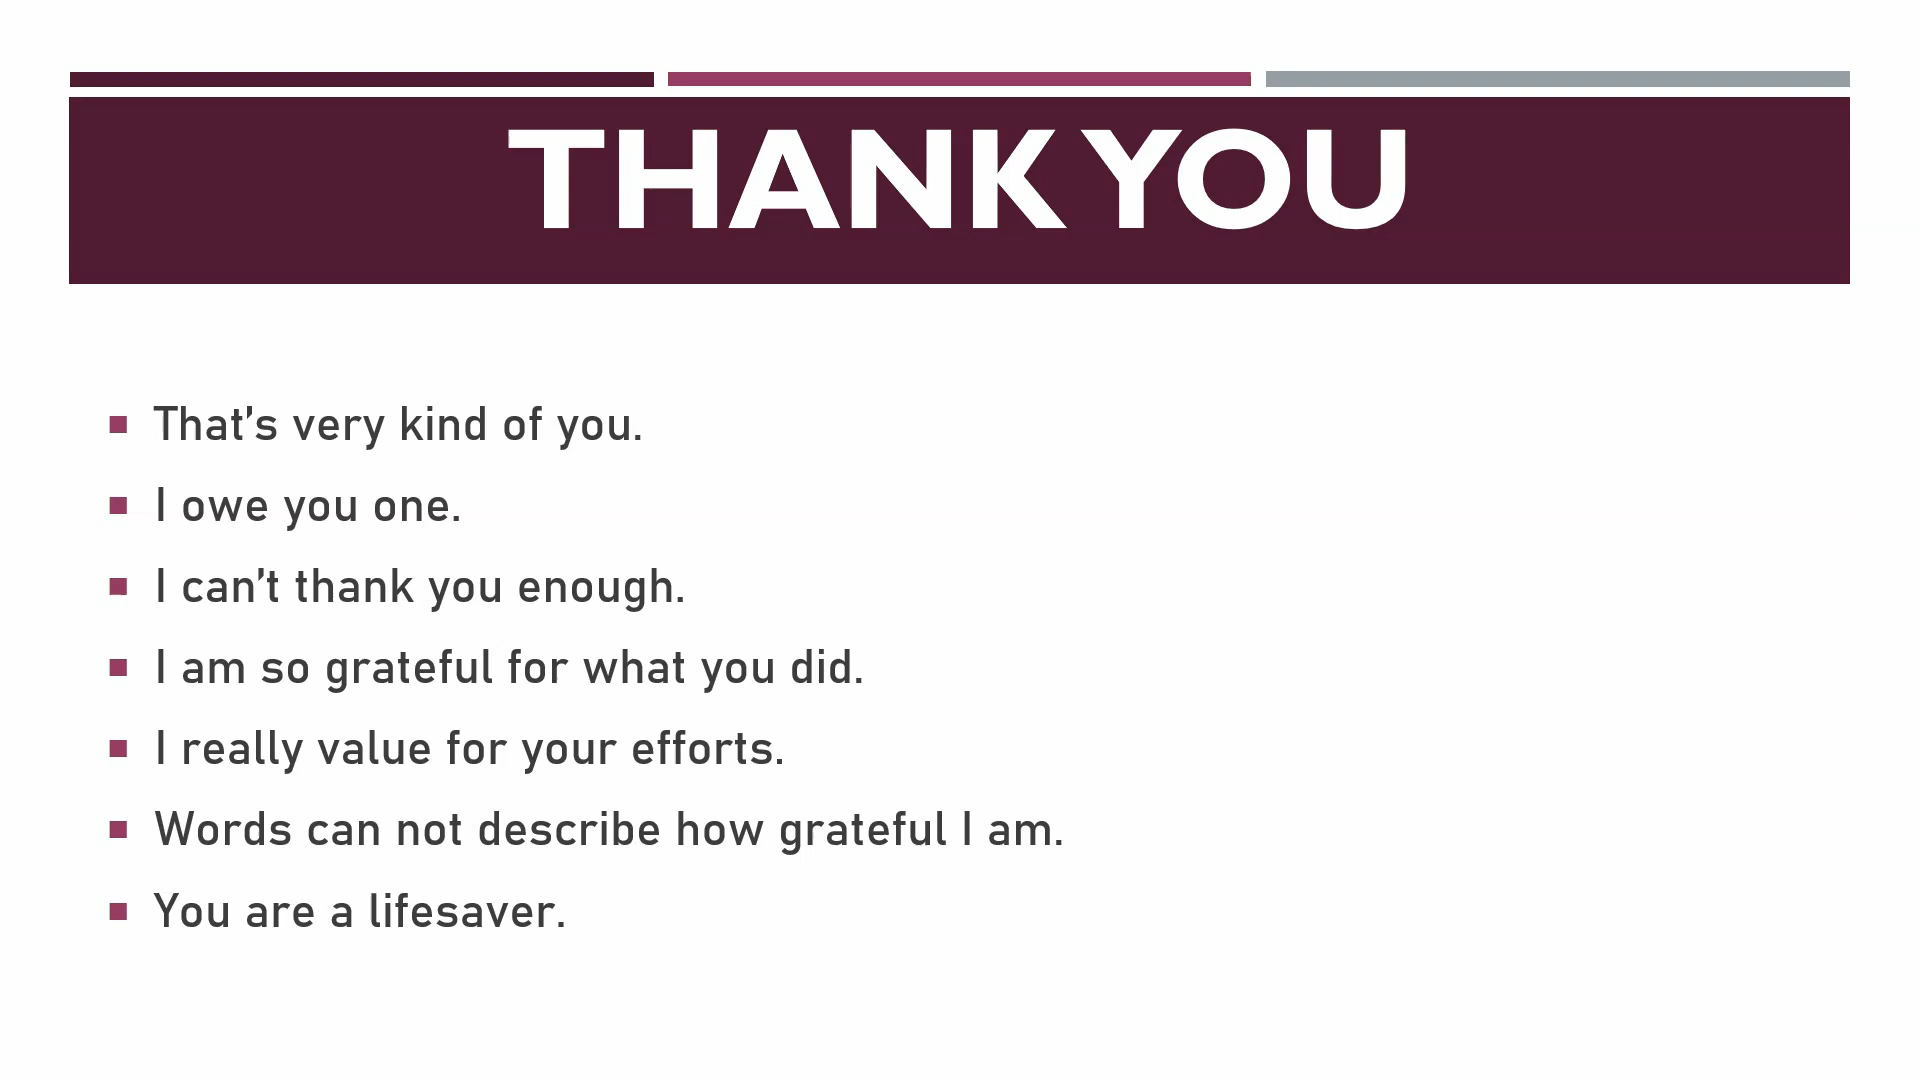 THANK YOU
That's very kind of you.
I owe you one.
I can't thank you enough.
I am so grateful for what you did.
I really value for your efforts.
Words can not describe how grateful I am.
You are a lifesaver.